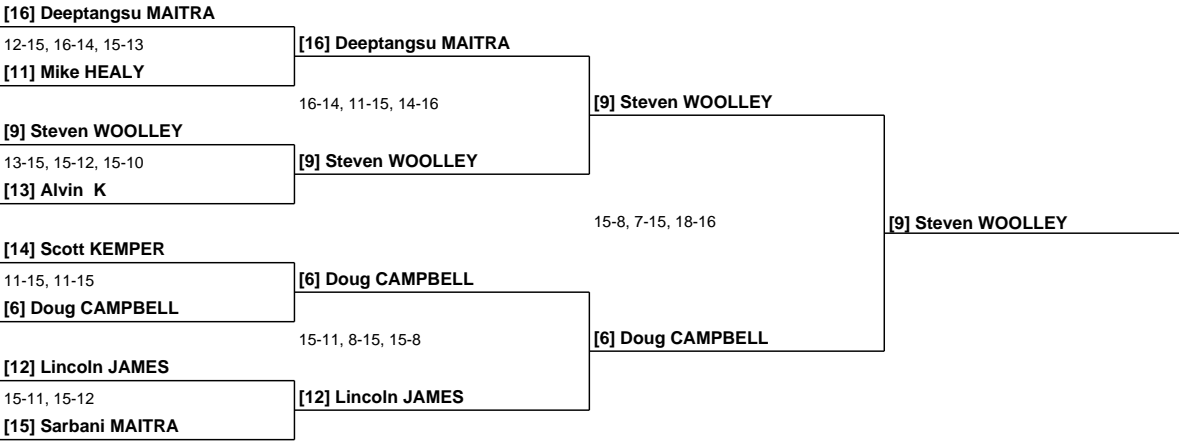 [16] Deeptangsu MAITRA
12-15, 16-14, 15-13
[11] Mike HEALY
[16] Deeptangsu MAITRA
16-14, 11-15, 14-16
[9] Steven WOOLLEY
[9] Steven WOOLLEY
13-15, 15-12, 15-10
[13] Alvin  K
[9] Steven WOOLLEY
15-8, 7-15, 18-16
[9] Steven WOOLLEY
[14] Scott KEMPER
11-15, 11-15
[6] Doug CAMPBELL
[6] Doug CAMPBELL
15-11, 8-15, 15-8
[6] Doug CAMPBELL
[12] Lincoln JAMES
15-11, 15-12
[15] Sarbani MAITRA
[12] Lincoln JAMES